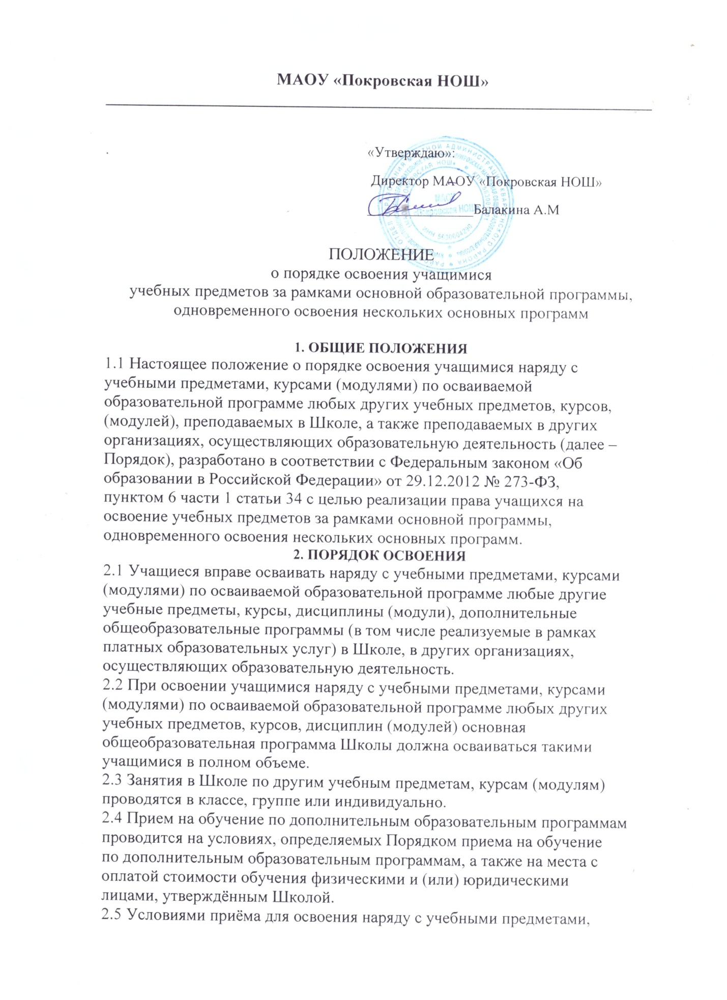 МАОУ «Покровская НОШ»
«Утверждаю»:
Директор МАОУ «Покровская НОШ»
Балакина А.М
МАОУ
«Покровская НОШ»
ИНН 5630004290
ПОЛОЖЕНИЕ
о порядке освоения учащимися
учебных предметов за рамками основной образовательной программы,
одновременного освоения нескольких основных программ
1. ОБЩИЕ ПОЛОЖЕНИЯ
1.1 Настоящее положение о порядке освоения учащимися наряду с
учебными предметами, курсами (модулями) по осваиваемой
образовательной программе любых других учебных предметов, курсов,
(модулей), преподаваемых в Школе, а также преподаваемых в других
организациях, осуществляющих образовательную деятельность (далее –
Порядок), разработано в соответствии с Федеральным законом «Об
образовании в Российской Федерации» от 29.12.2012 № 273-ФЗ,
пунктом 6 части 1 статьи 34 с целью реализации права учащихся на
освоение учебных предметов за рамками основной программы,
одновременного освоения нескольких основных программ.
2. ПОРЯДОК ОСВОЕНИЯ
2.1 Учащиеся вправе осваивать наряду с учебными предметами, курсами
(модулями) по осваиваемой образовательной программе любые другие
учебные предметы, курсы, дисциплины (модули), дополнительные
общеобразовательные программы (в том числе реализуемые в рамках
платных образовательных услуг) в Школе, в других организациях,
осуществляющих образовательную деятельность.
2.2 При освоении учащимися наряду с учебными предметами, курсами
(модулями) по осваиваемой образовательной программе любых других
учебных предметов, курсов, дисциплин (модулей) основная
общеобразовательная программа Школы должна осваиваться такими
учащимися в полном объеме.
2.3 Занятия в Школе по другим учебным предметам, курсам (модулям)
проводятся в классе, группе или индивидуально.
2.4 Прием на обучение по дополнительным образовательным программам
проводится на условиях, определяемых Порядком приема на обучение
по дополнительным образовательным программам, а также на места с
оплатой стоимости обучения физическими и (или) юридическими
лицами, утверждённым Школой.
2.5 Условиями приёма для освоения наряду с учебными предметами,